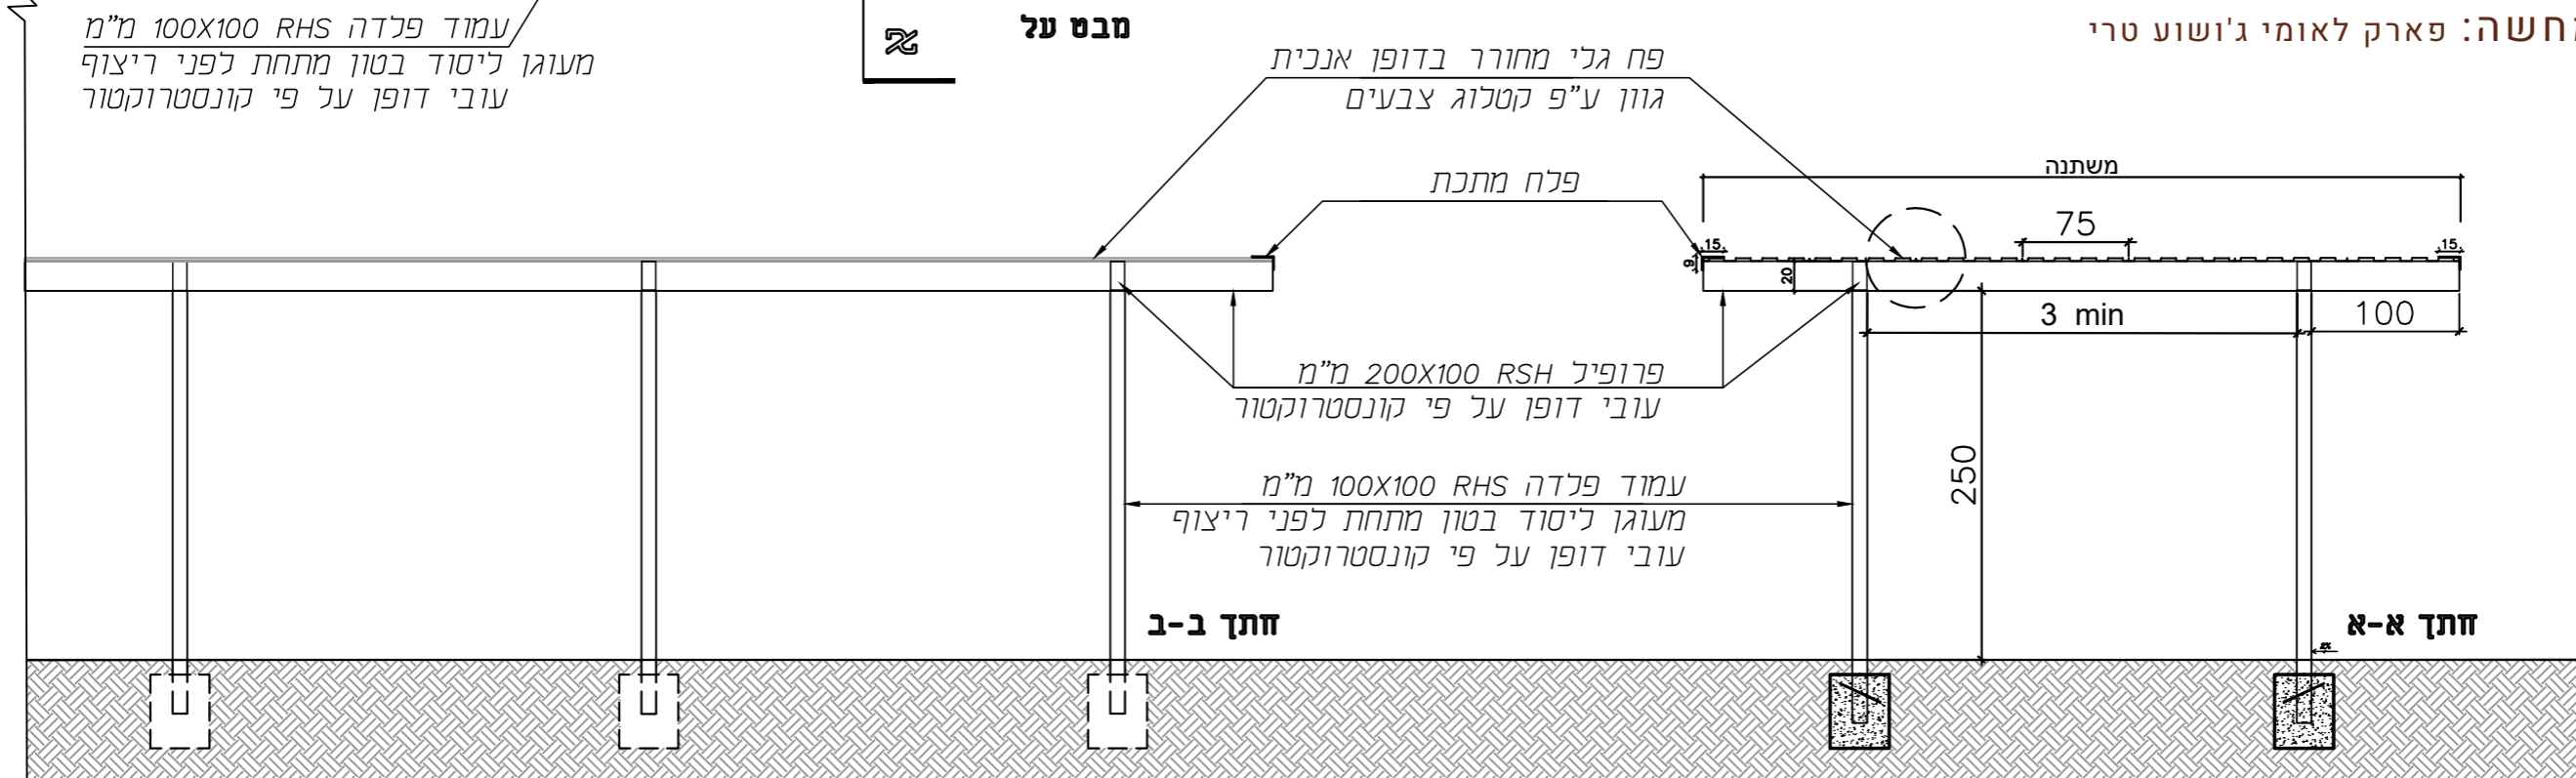 עמוד פלדה 100X100 RHS מ"מ
מעוגן ליסוד בטון מתחת לפני ריצוף
עובי דופן על פי קונסטרוקטור
מבט על
פארק לאומי ג'ושוע טרי
פח גלי מחורר בדופן אנכית
גוון ע"פ קטלוג צבעים
פלח מתכת
משתנה
75
15
15
9
20
3 min
100
פרופיל 200X100 RSH מ"מ
עובי דופן על פי קונסטרוקטור
250
עמוד פלדה 100X100 RHS מ"מ
מעוגן ליסוד בטון מתחת לפני ריצוף
עובי דופן על פי קונסטרוקטור
חתך ב-ב
חתך א-א
2%